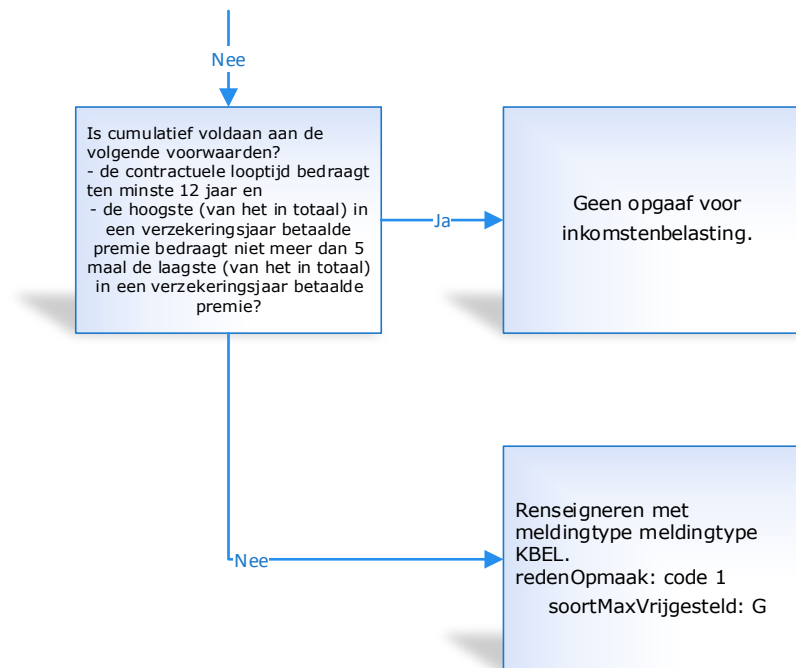 Nee
Is cumulatief voldaan aan de
volgende voorwaarden?
- de contractuele looptijd bedraagt
ten minste 12 jaar en
- de hoogste (van het in totaal) in
een verzekeringsjaar betaalde
premie bedraagt niet meer dan 5
maal de laagste (van het in totaal)
in een verzekeringsjaar betaalde
premie?
Ja
Geen opgaaf voor
inkomstenbelasting.
Nee
Renseigneren met
meldingtype meldingtype
KBEL.
redenOpmaak: code 1
soortMaxVrijgesteld: G